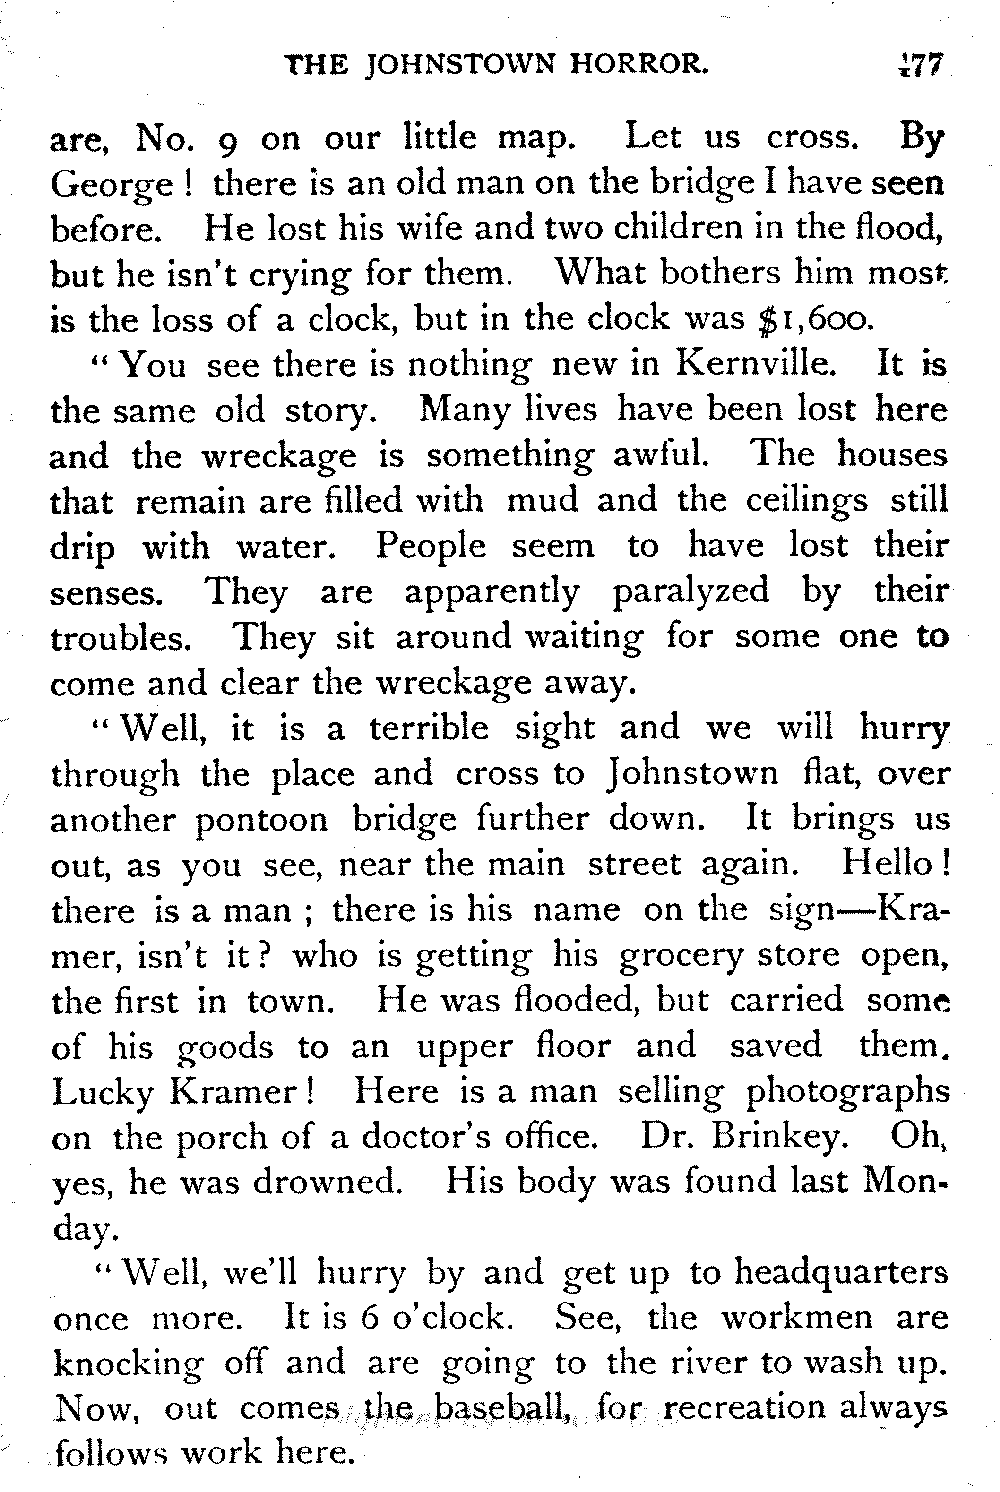 THE JOHNSTOWN HORROR. 177
are, No. 9 on our little map. Let us cross. By
George ! there is an old man on the bridge I have seen
before. He lost his wife and two children in the flood,
but he isn't crying for them. What bothers him most
is the loss of a clock, but in the clock was $1,600.
“ You see there is nothing new in Kernville. It is
the same old story. Many lives have been lost here
and the wreckage is something awful. The houses
that remain are filled with mud and the ceilings still
drip with water. People seem to have lost their
senses. They are apparently paralyzed by their
troubles. They sit around waiting for some one to
come and clear the wreckage away.
“ Well, it is a terrible sight and we will hurry
through the place and cross to Johnstown flat, over
another pontoon bridge further down. It brings us
out, as you see, near the main street again. Hello !
there is a man ; there is his name on the sign—Kra-
mer, isn't it ? who is getting his grocery store open,
the first in town. He was flooded, but carried some
of his goods to an upper floor and saved them.
Lucky Kramer ! Here is a man selling photographs
on the porch of a doctor's office. Dr. Brinkey. Oh,
yes, he was drowned. His body was found last Mon-
day.
“ Well, we'll hurry by and get up to headquarters
once more. It is 6 o'clock. See, the workmen are
knocking off and are going to the river to wash up.
Now, out comes the baseball, for recreation always
follows work here.